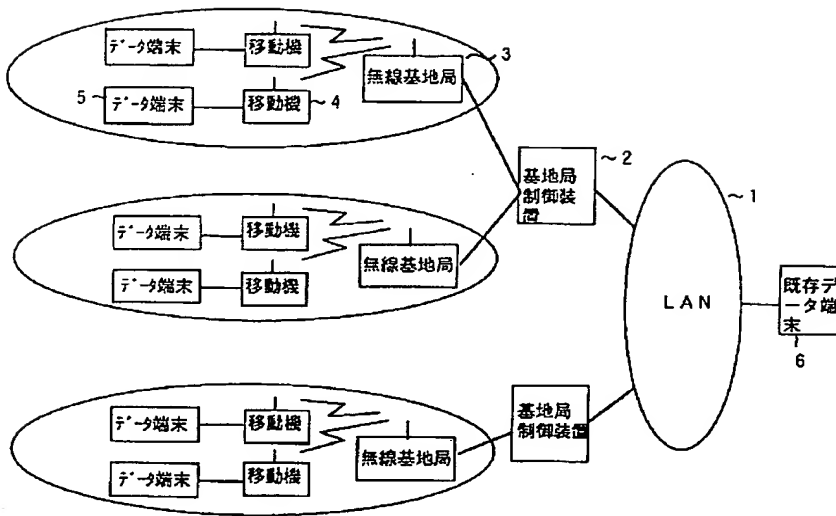 データ端末
移動機
無線基地局
~3
5~
データ端末
移動機
~4
基地局
制御装
置
~2
~1
データ端末
移動機
無線基地局
データ端末
移動機
LAN
既存デ
ータ端
末
~
6
データ端末
移動機
無線基地局
データ端末
移動機
基地局
制御装置